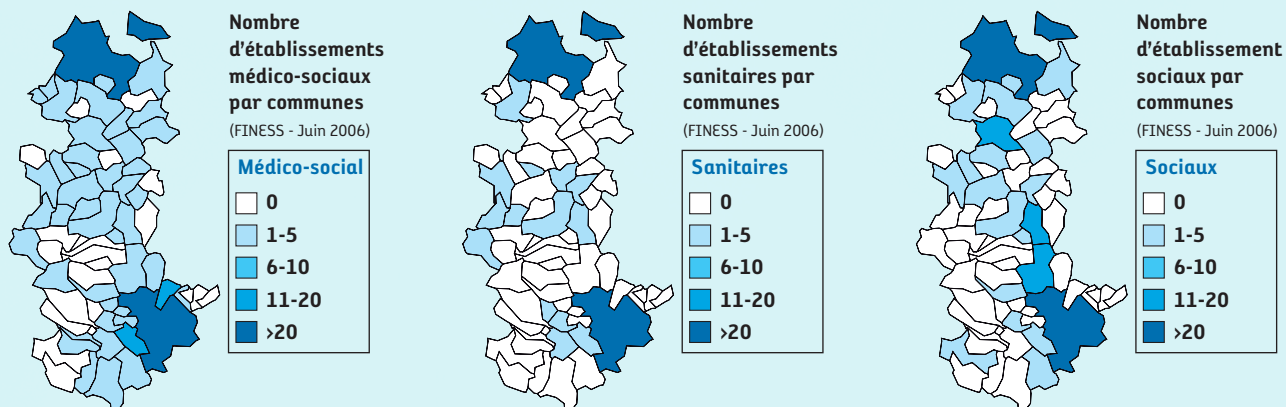 Nombre
d’établissements
médico-sociaux
par communes
(FINESS - Juin 2006)
Médico-social
0
1-5
6-10
11-20
>20
Nombre
d’établissements
sanitaires par
communes
(FINESS - Juin 2006)
Sanitaires
0
1-5
6-10
11-20
>20
Nombre
d’établissement
sociaux par
communes
(FINESS - Juin 2006)
Sociaux
0
1-5
6-10
11-20
>20